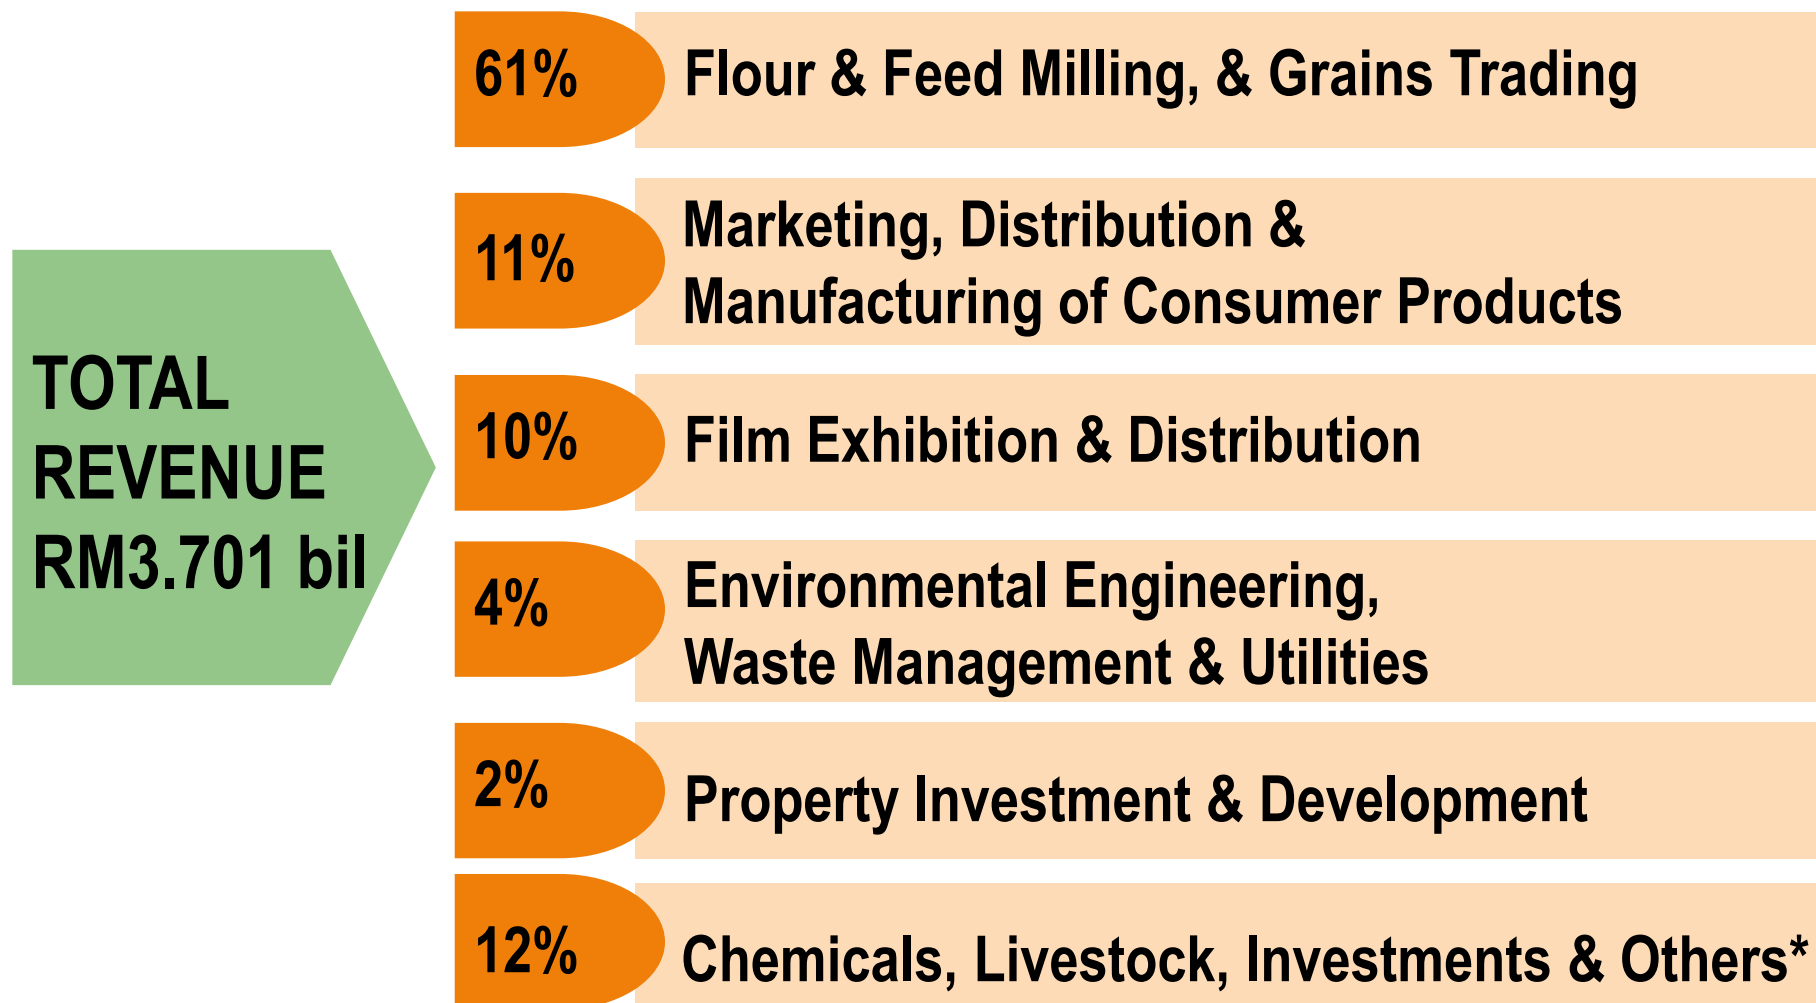 61%
Flour & Feed Milling, & Grains Trading
11%
Marketing, Distribution &
Manufacturing of Consumer Products
TOTAL
REVENUE
RM3.701 bil
10%
Film Exhibition & Distribution
4%
Environmental Engineering,
Waste Management & Utilities
2%
Property Investment & Development
12%
Chemicals, Livestock, Investments & Others*